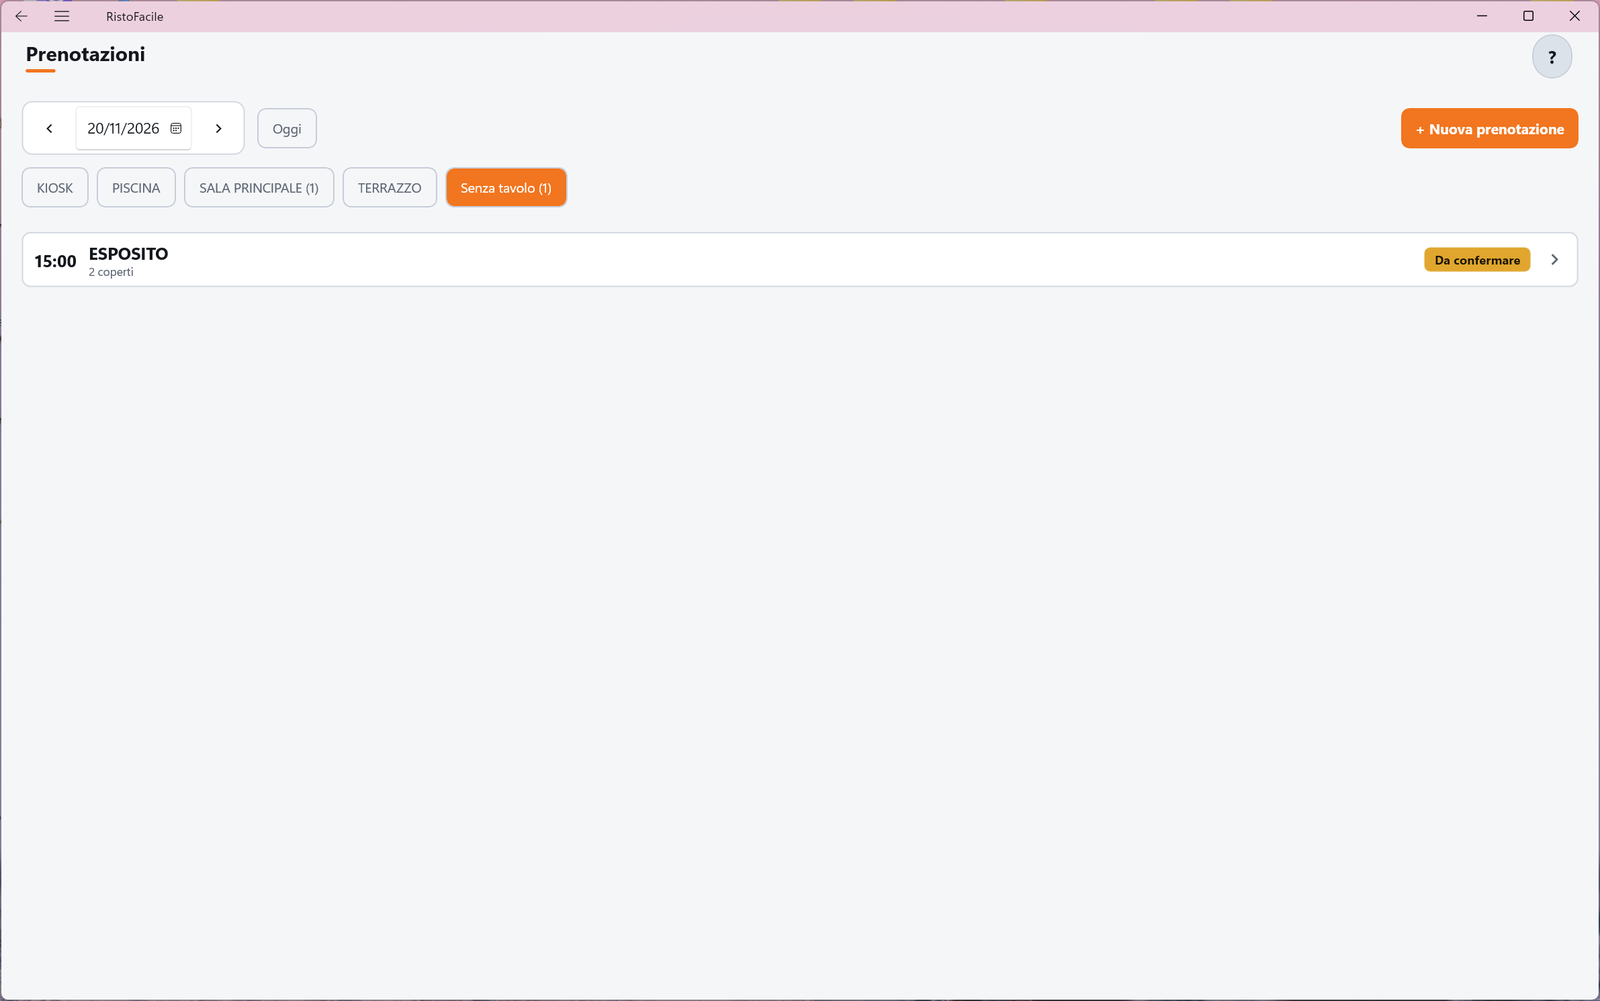 RistoFacile
Prenotazioni
?
20/11/2026
Oggi
+ Nuova prenotazione
KIOSK
PISCINA
SALA PRINCIPALE (1)
TERRAZZO
Senza tavolo (1)
15:00
ESPOSITO
2 coperti
Da confermare